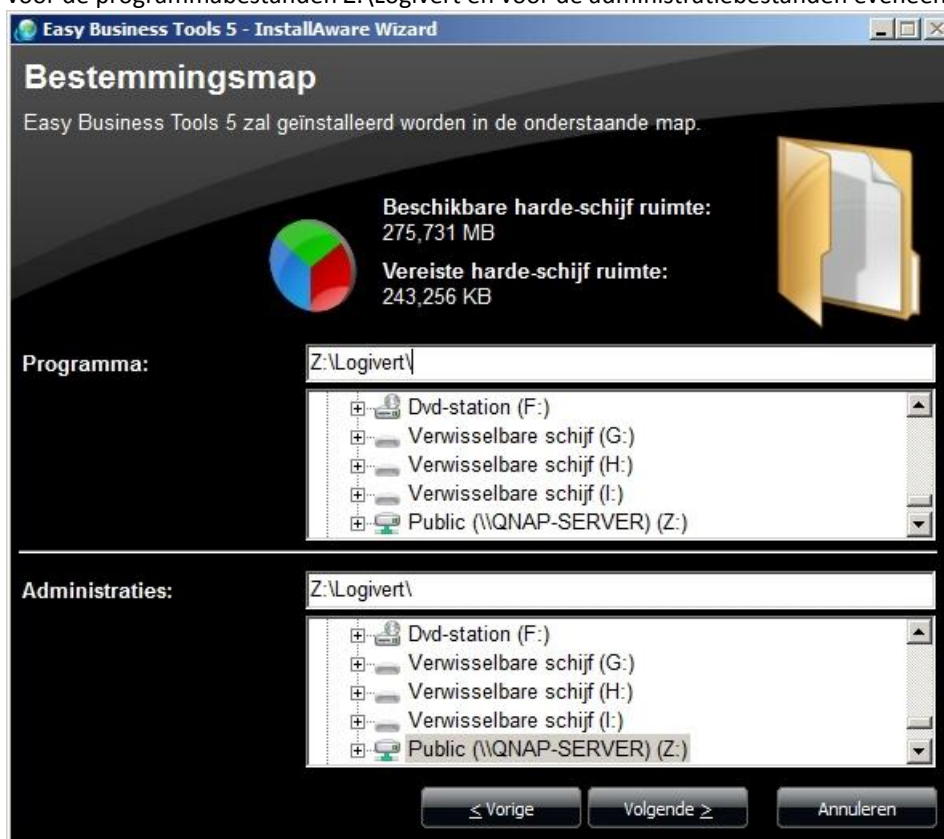 voor de programmabestanden Z:\Logivert en voor de administratiebestanden eveneen
Easy Business Tools 5 - InstallAware Wizard
Bestemmingsmap
Easy Business Tools 5 zal geïnstalleerd worden in de onderstaande map.
Beschikbare harde-schijf ruimte:
275,731 MB
Vereiste harde-schijf ruimte:
243,256 KB
Programma:
Z:\Logivert\
Dvd-station (F:)
Verwisselbare schijf (G:)
Verwisselbare schijf (H:)
Verwisselbare schijf (I:)
Public (\\QNAP-SERVER) (Z:)
Administraties:
Z:\Logivert\
Dvd-station (F:)
Verwisselbare schijf (G:)
Verwisselbare schijf (H:)
Verwisselbare schijf (I:)
Public (\\QNAP-SERVER) (Z:)
< Vorige
Volgende >
Annuleren